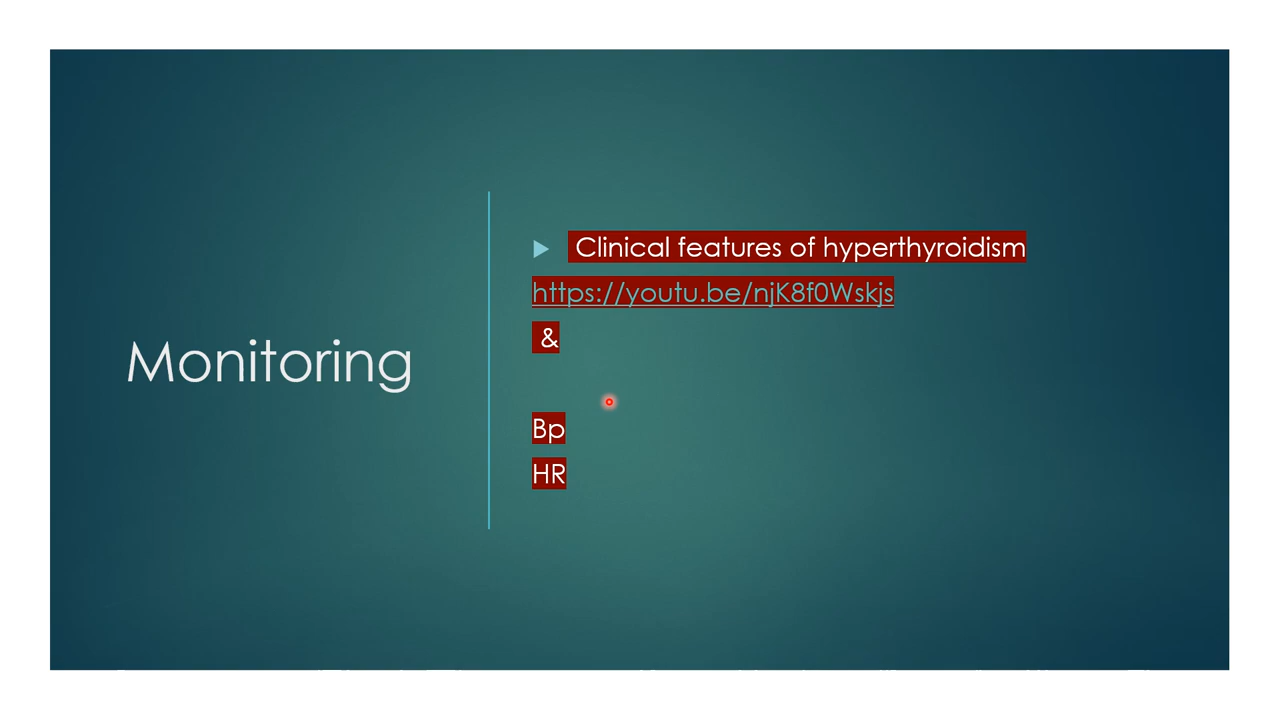 Monitoring
Clinical features of hyperthyroidism
https://youtu.be/njK8f0Wskjs
&
Bp
HR